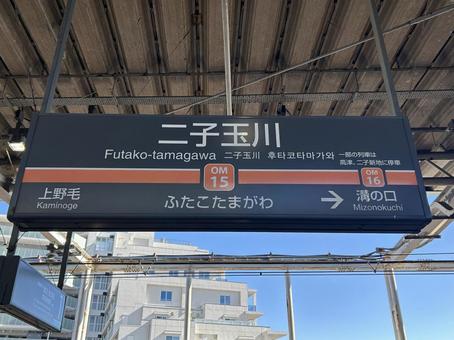 二子玉川
Futako-tamagawa 二子玉川 후타코타마가와 一部の列車は
高津、二子新地に停車
OM
15
OM
16
上野毛
Kaminoge
ふたこたまがわ
→ 溝の口
Mizonokuchi